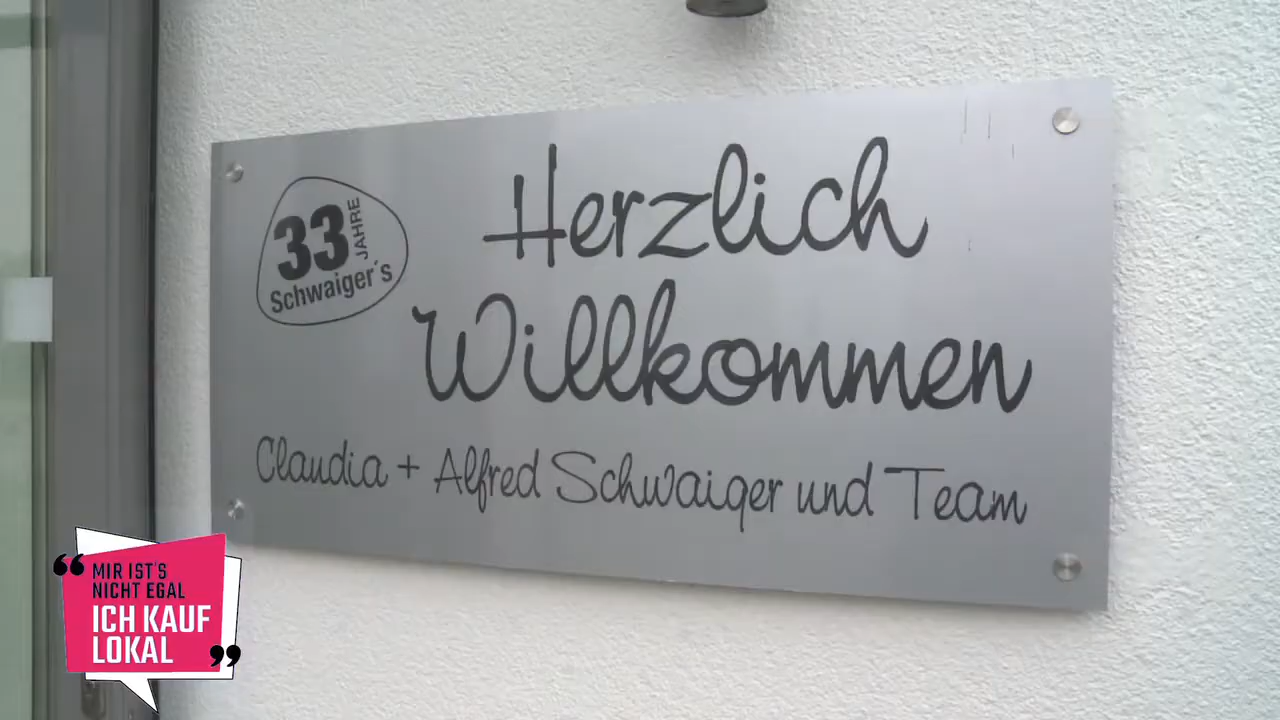 33 JAHRE
Schwaiger's
Herzlich
Willkommen
Claudia + Alfred Schwaiger und Team
„MIR IST'S
NICHT EGAL
ICH KAUF
LOKAL"